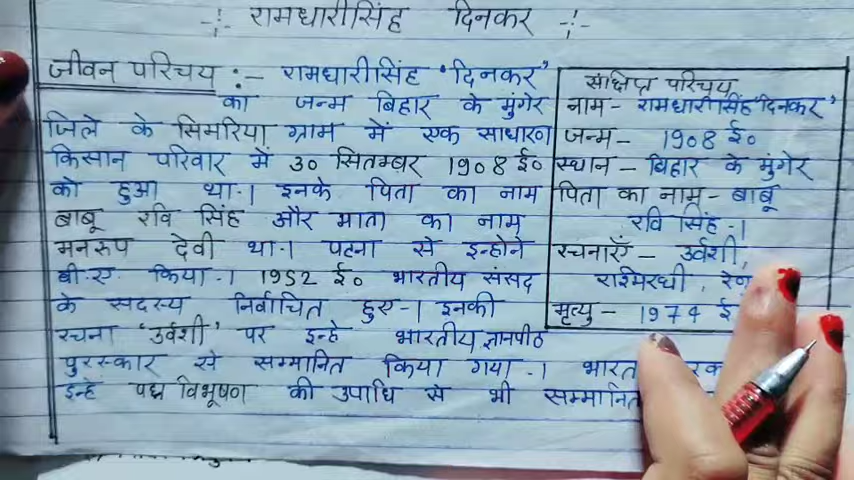 -:- रामधारीसिंह दिनकर -:-
जीवन परिचय :- रामधारीसिंह "दिनकर"
का जन्म बिहार के मुंगेर
जिले के सिमरिया ग्राम में एक साधारण
किसान परिवार में 30 सितम्बर 1908 ई०
को हुआ था-। इनके पिता का नाम
बाबू रवि सिंह और माता का नाम
मनरूप देवी था-। पटना से इन्होने
बी.ए. किया-। 1952 ई० भारतीय संसद
के सदस्य निर्वाचित हुए-। इनकी
रचना 'उर्वशी' पर इन्हे भारतीय ज्ञानपीठ
पुरस्कार से सम्मानित किया गया-। भारत
इन्हे पद्म विभूषण की उपाधि से भी सम्मानित
संक्षिप्त परिचय
नाम- रामधारीसिंह"दिनकर"
जन्म- 1908 ई०
स्थान- बिहार के मुंगेर
पिता का नाम- बाबू
रवि सिंह-।
रचनाएँ- उर्वशी,
मृत्यु- 1974 ई